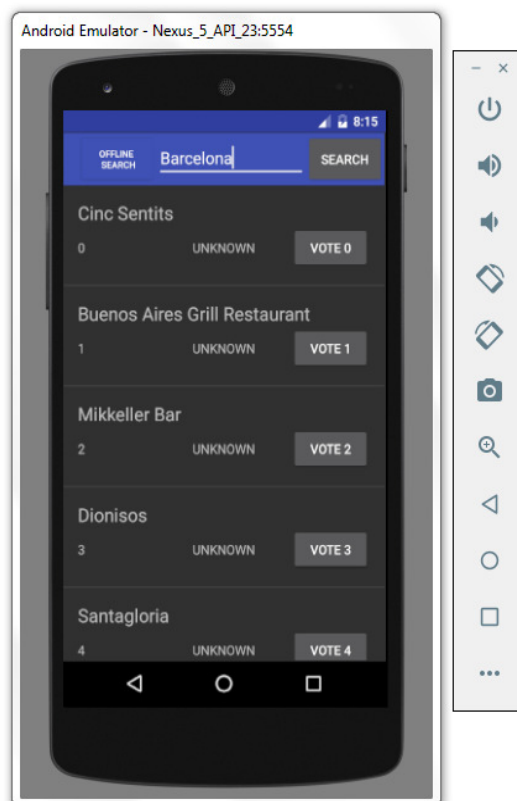 Android Emulator - Nexus_5_API_23:5554
8:15
OFFLINE
SEARCH
Barcelona
SEARCH
Cinc Sentits
0 UNKNOWN VOTE 0
Buenos Aires Grill Restaurant
1 UNKNOWN VOTE 1
Mikkeller Bar
2 UNKNOWN VOTE 2
Dionisos
3 UNKNOWN VOTE 3
Santagloria
4 UNKNOWN VOTE 4